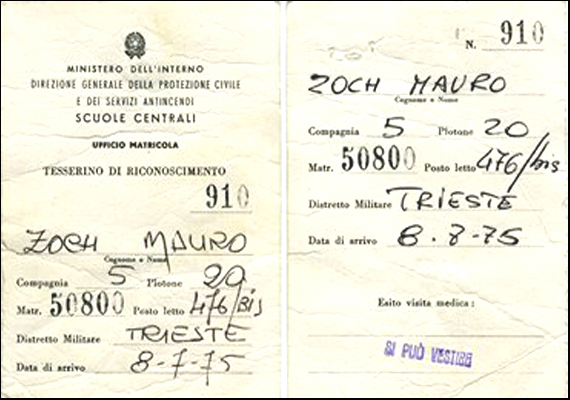 MINISTERO DELL'INTERNO
DIREZIONE GENERALE DELLA PROTEZIONE CIVILE
E DEI SERVIZI ANTINCENDI
SCUOLE CENTRALI
UFFICIO MATRICOLA
TESSERINO DI RICONOSCIMENTO
910
ZOCH MAURO
Cognome e Nome
Compagnia 5 Plotone 20
Matr. 50800 Posto letto 476/Bis
Distretto Militare TRIESTE
Data di arrivo 8-7-75
N. 910
ZOCH MAURO
Cognome e Nome
Compagnia 5 Plotone 20
Matr. 50800 Posto letto 476/bis
Distretto Militare TRIESTE
Data di arrivo 8.7-75
Esito visita medica:
SI PUÒ VESTIRE